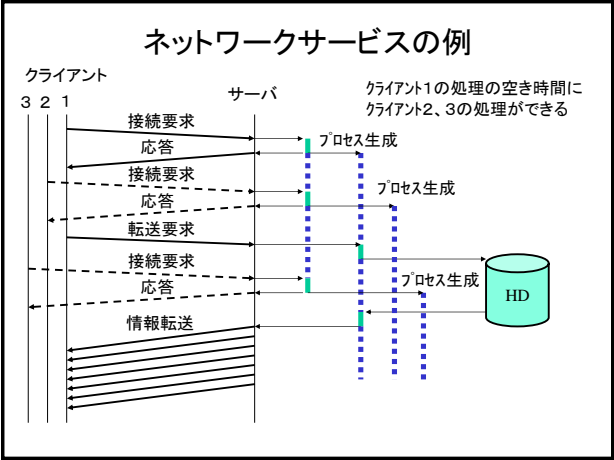 ネットワークサービスの例
クライアント
3 2 1
サーバ
クライアント1の処理の空き時間に
クライアント2、3の処理ができる
接続要求
プロセス生成
応答
接続要求
プロセス生成
応答
転送要求
接続要求
プロセス生成
応答
HD
情報転送